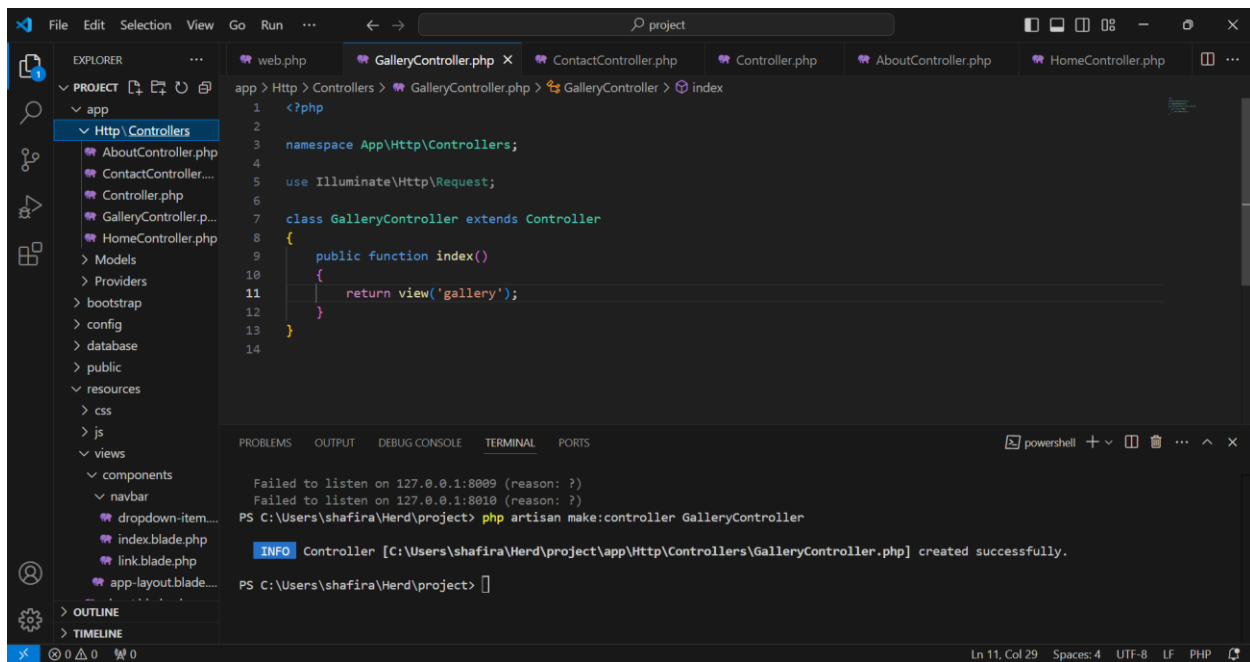 File Edit Selection View Go Run ··· project
EXPLORER ···
PROJECT
app
Http\Controllers
AboutController.php
ContactController....
Controller.php
GalleryController.p...
HomeController.php
Models
Providers
bootstrap
config
database
public
resources
css
js
views
components
navbar
dropdown-item....
index.blade.php
link.blade.php
app-layout.blade....
OUTLINE
TIMELINE
1
web.php GalleryController.php ContactController.php Controller.php AboutController.php HomeController.php
app > Http > Controllers > GalleryController.php > GalleryController > index
1 <?php
2
3 namespace App\Http\Controllers;
4
5 use Illuminate\Http\Request;
6
7 class GalleryController extends Controller
8 {
9 public function index()
10 {
11 return view('gallery');
12 }
13 }
14
PROBLEMS OUTPUT DEBUG CONSOLE TERMINAL PORTS powershell
Failed to listen on 127.0.0.1:8009 (reason: ?)
Failed to listen on 127.0.0.1:8010 (reason: ?)
PS C:\Users\shafira\Herd\project> php artisan make:controller GalleryController
INFO Controller [C:\Users\shafira\Herd\project\app\Http\Controllers\GalleryController.php] created successfully.
PS C:\Users\shafira\Herd\project>
0 0 0 Ln 11, Col 29 Spaces: 4 UTF-8 LF PHP